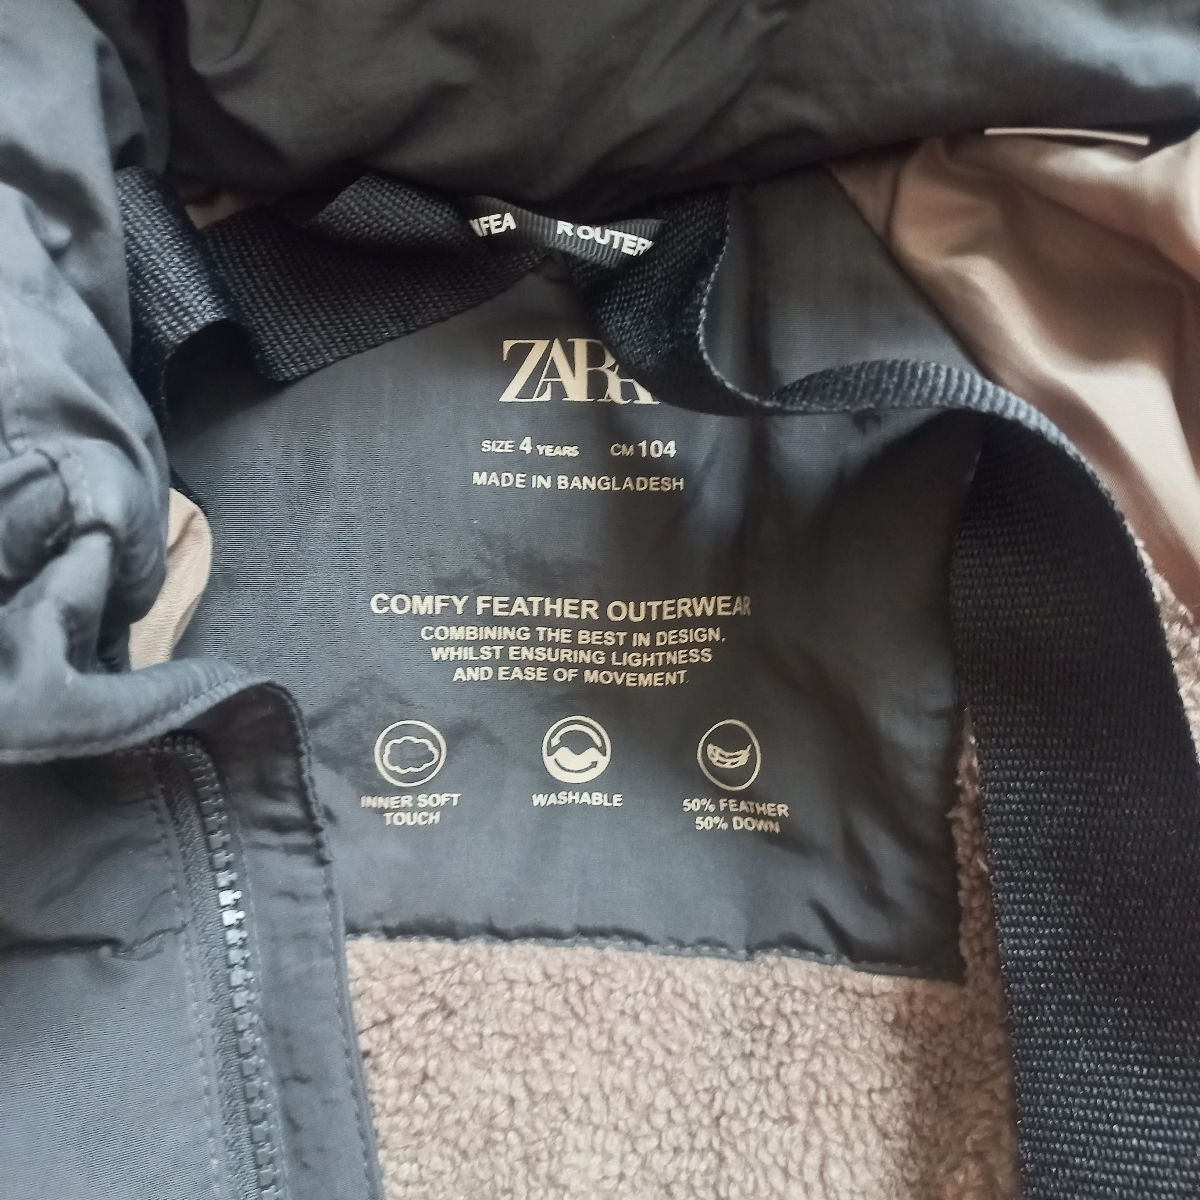 FEA R OUTER
ZARA
SIZE 4 YEARS CM 104
MADE IN BANGLADESH
COMFY FEATHER OUTERWEAR
COMBINING THE BEST IN DESIGN,
WHILST ENSURING LIGHTNESS
AND EASE OF MOVEMENT.
INNER SOFT
TOUCH
WASHABLE
50% FEATHER
50% DOWN